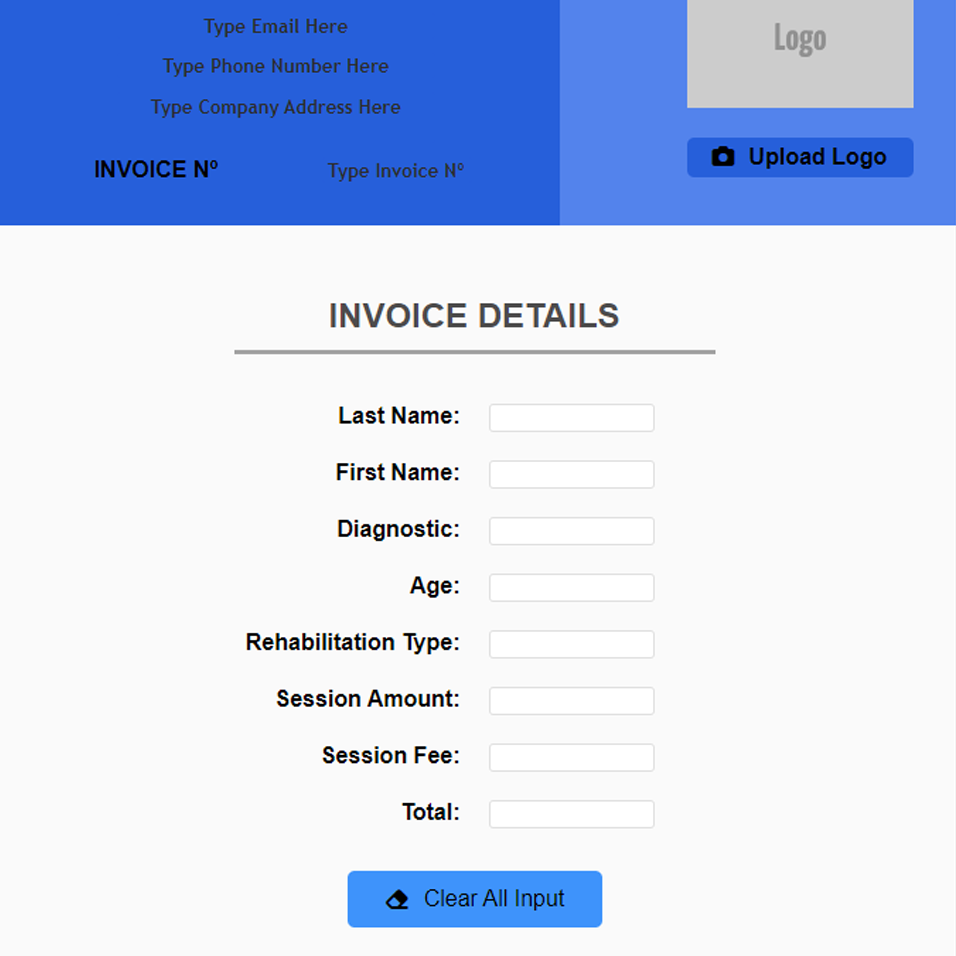 Type Email Here
Type Phone Number Here
Type Company Address Here
INVOICE Nº Type Invoice Nº
Logo
Upload Logo
INVOICE DETAILS
Last Name:
First Name:
Diagnostic:
Age:
Rehabilitation Type:
Session Amount:
Session Fee:
Total:
Clear All Input